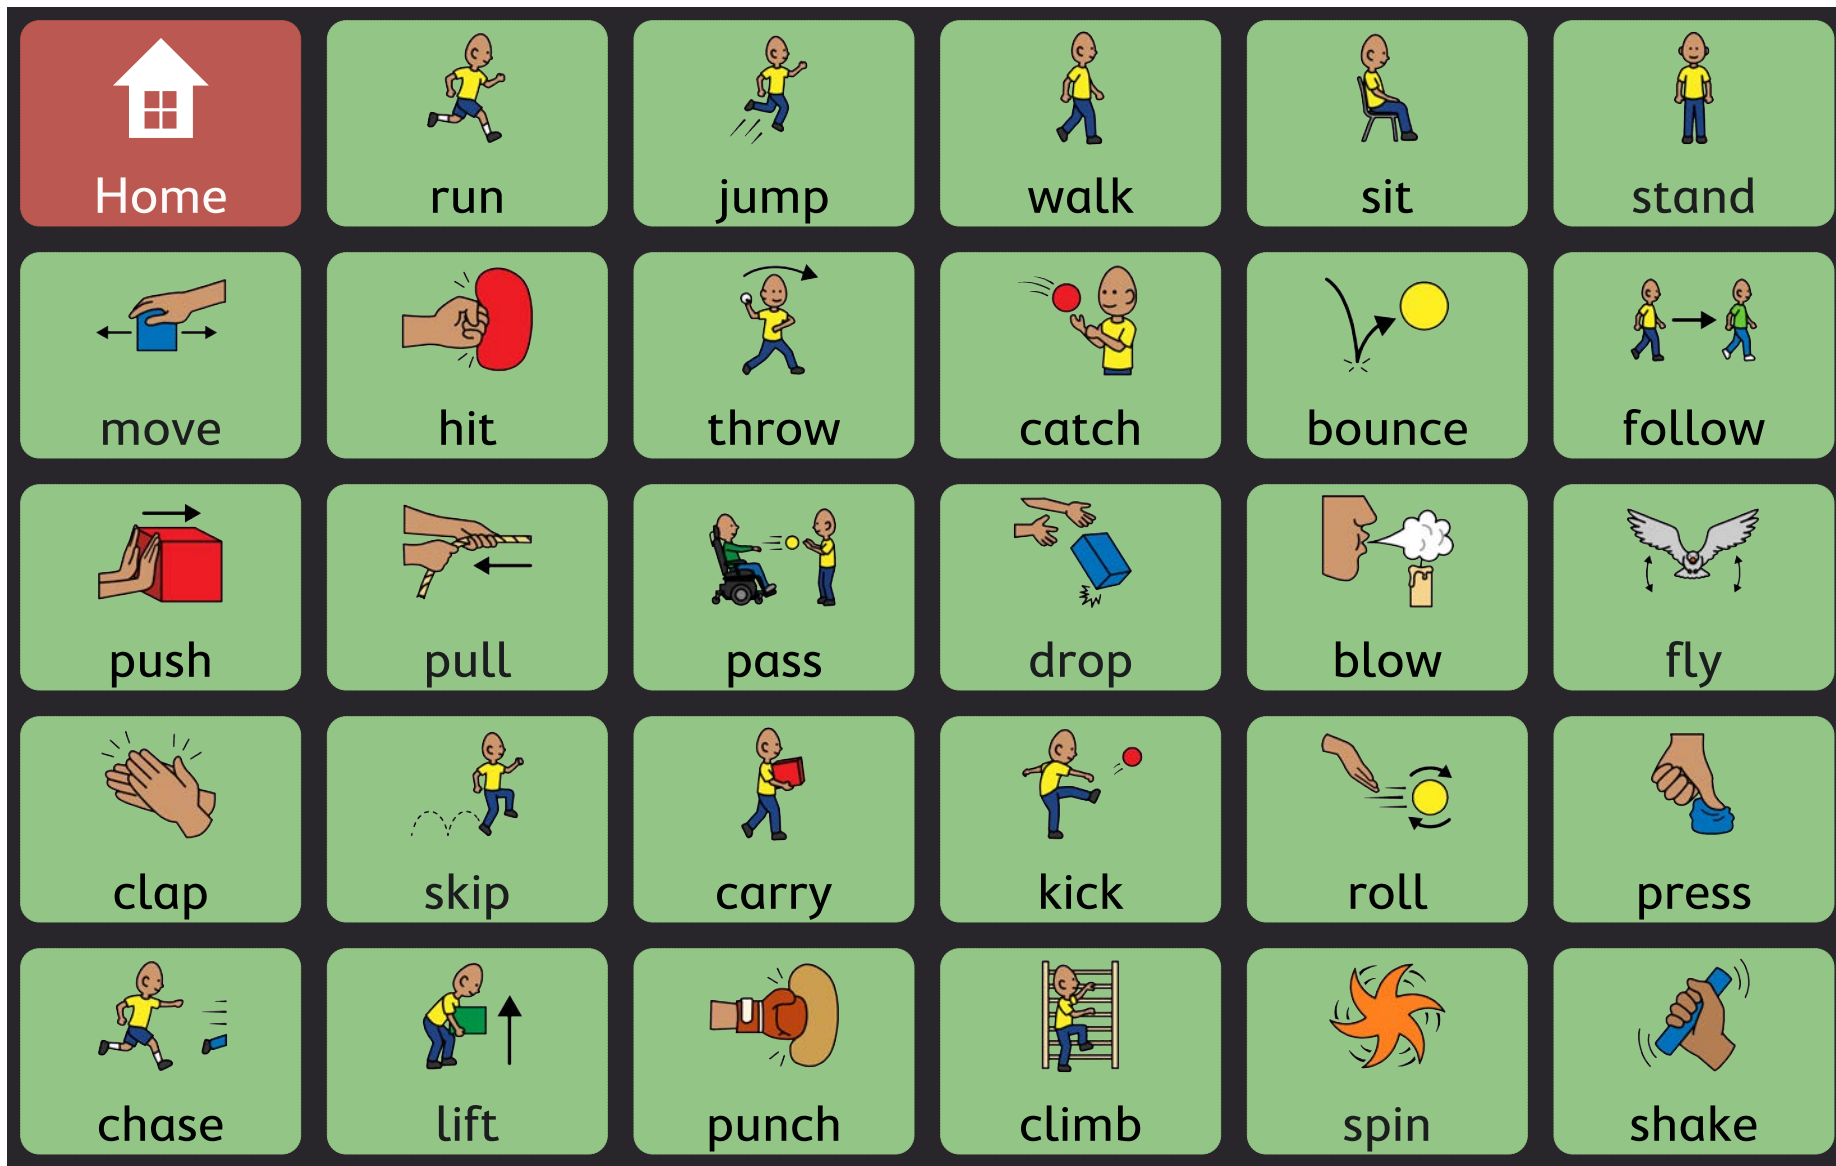 Home
run
jump
walk
sit
stand
move
hit
throw
catch
bounce
follow
push
pull
pass
drop
blow
fly
clap
skip
carry
kick
roll
press
chase
lift
punch
climb
spin
shake